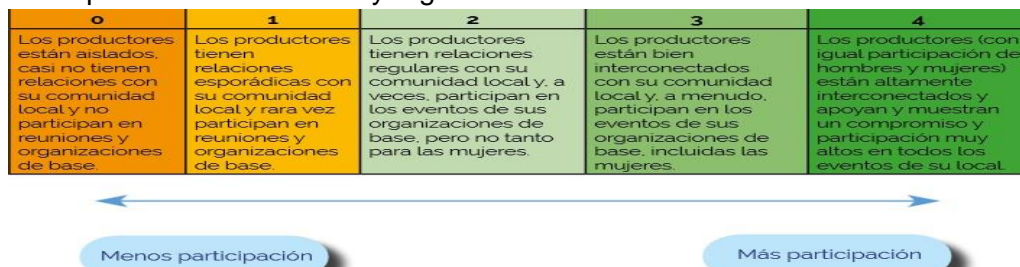 0
Los productores
están aislados,
casi no tienen
relaciones con
su comunidad
local y no
participan en
reuniones y
organizaciones
de base.
1
Los productores
tienen
relaciones
esporádicas con
su comunidad
local y rara vez
participan en
reuniones y
organizaciones
de base.
2
Los productores
tienen relaciones
regulares con su
comunidad local y, a
veces, participan en
los eventos de sus
organizaciones de
base, pero no tanto
para las mujeres.
3
Los productores
están bien
interconectados
con su comunidad
local y, a menudo,
participan en los
eventos de sus
organizaciones de
base, incluidas las
mujeres.
4
Los productores (con
igual participación de
hombres y mujeres)
están altamente
interconectados y
apoyan y muestran
un compromiso y
participación muy
altos en todos los
eventos de su local.
Menos participación
Más participación